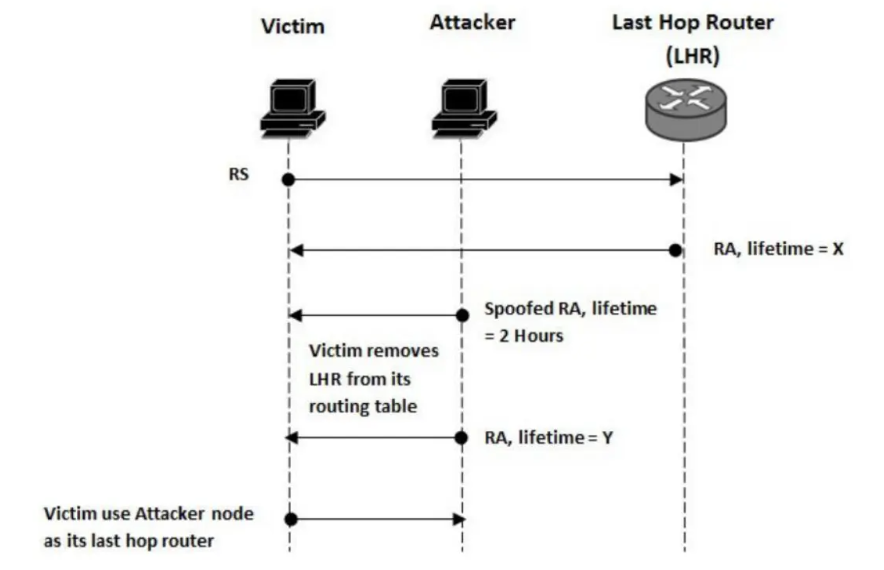 Victim
Attacker
Last Hop Router
(LHR)
RS
RA, lifetime = X
Spoofed RA, lifetime
= 2 Hours
Victim removes
LHR from its
routing table
RA, lifetime = Y
Victim use Attacker node
as its last hop router